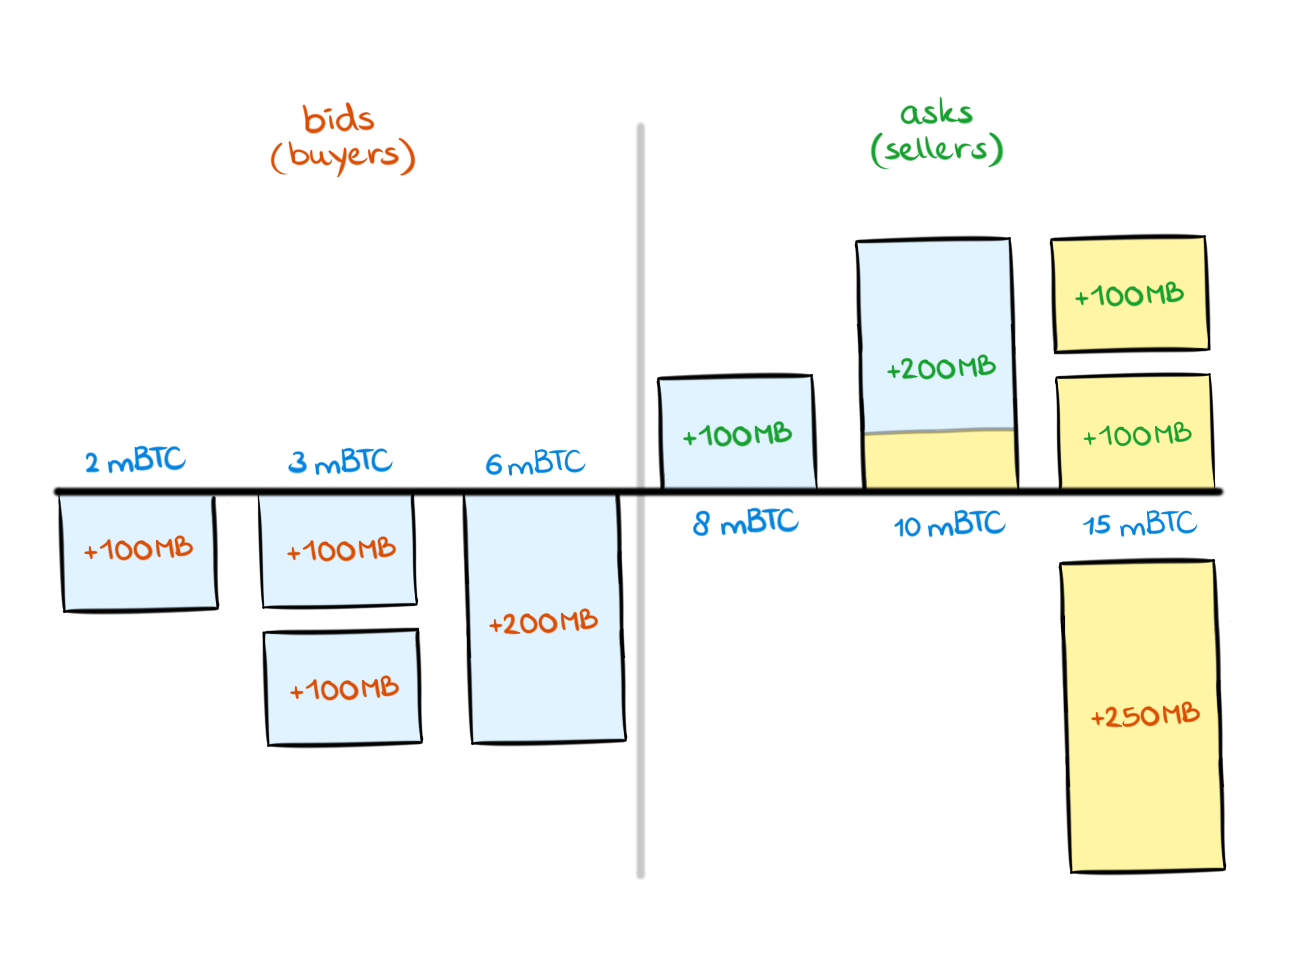 bids
(buyers)
asks
(sellers)
+100MB
+200MB
+100MB
+100MB
+100MB
2 mBTC
3 mBTC
6 mBTC
8 mBTC
10 mBTC
15 mBTC
+100MB
+100MB
+200MB
+100MB
+250MB